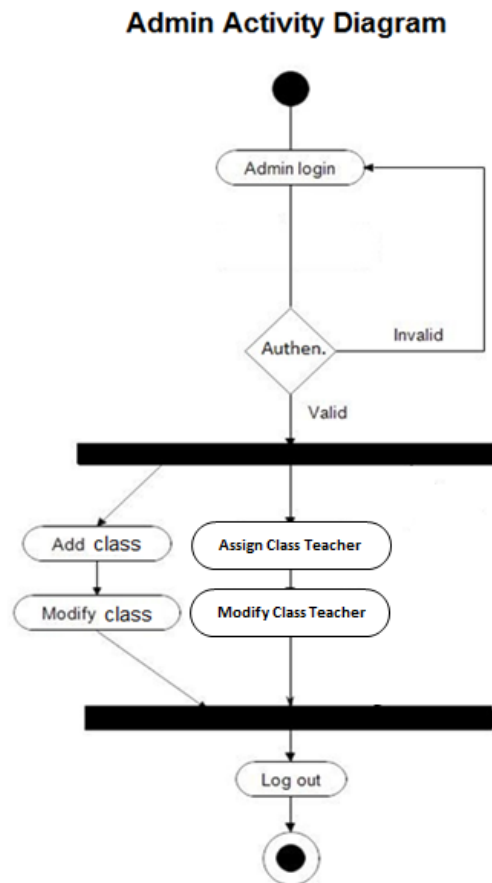 Admin Activity Diagram
Admin login
Authen.
Invalid
Valid
Add class
Assign Class Teacher
Modify class
Modify Class Teacher
Log out